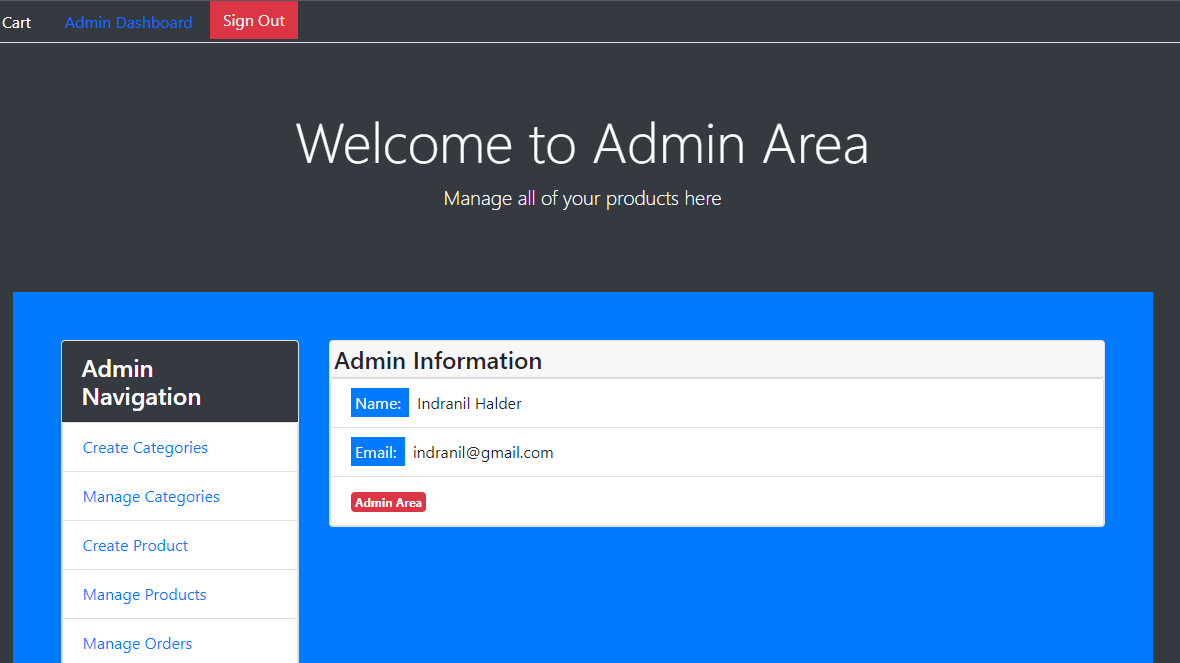 Cart Admin Dashboard Sign Out
Welcome to Admin Area
Manage all of your products here
Admin
Navigation
Create Categories
Manage Categories
Create Product
Manage Products
Manage Orders
Admin Information
Name: Indranil Halder
Email: indranil@gmail.com
Admin Area